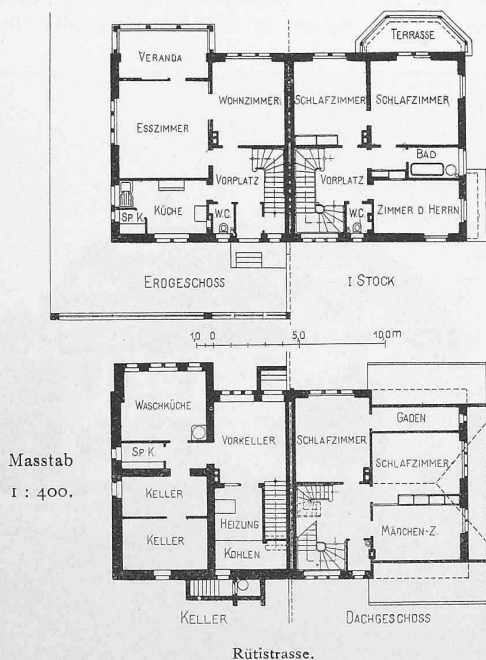 TERRASSE
VERANDA
WOHNZIMMER
SCHLAFZIMMER
SCHLAFZIMMER
ESSZIMMER
BAD
VORPLATZ
VORPLATZ
KÜCHE
SP K.
W.C.
W.C.
ZIMMER D. HERRN
ERDGESCHOSS
I STOCK
1,0 0 5,0 10,0 m
WASCHKÜCHE
SP K.
VORKELLER
SCHLAFZIMMER
GADEN
SCHLAFZIMMER
Masstab
1 : 400.
KELLER
HEIZUNG
MÄDCHEN-Z.
KELLER
KOHLEN
KELLER
DACHGESCHOSS
Rütistrasse.